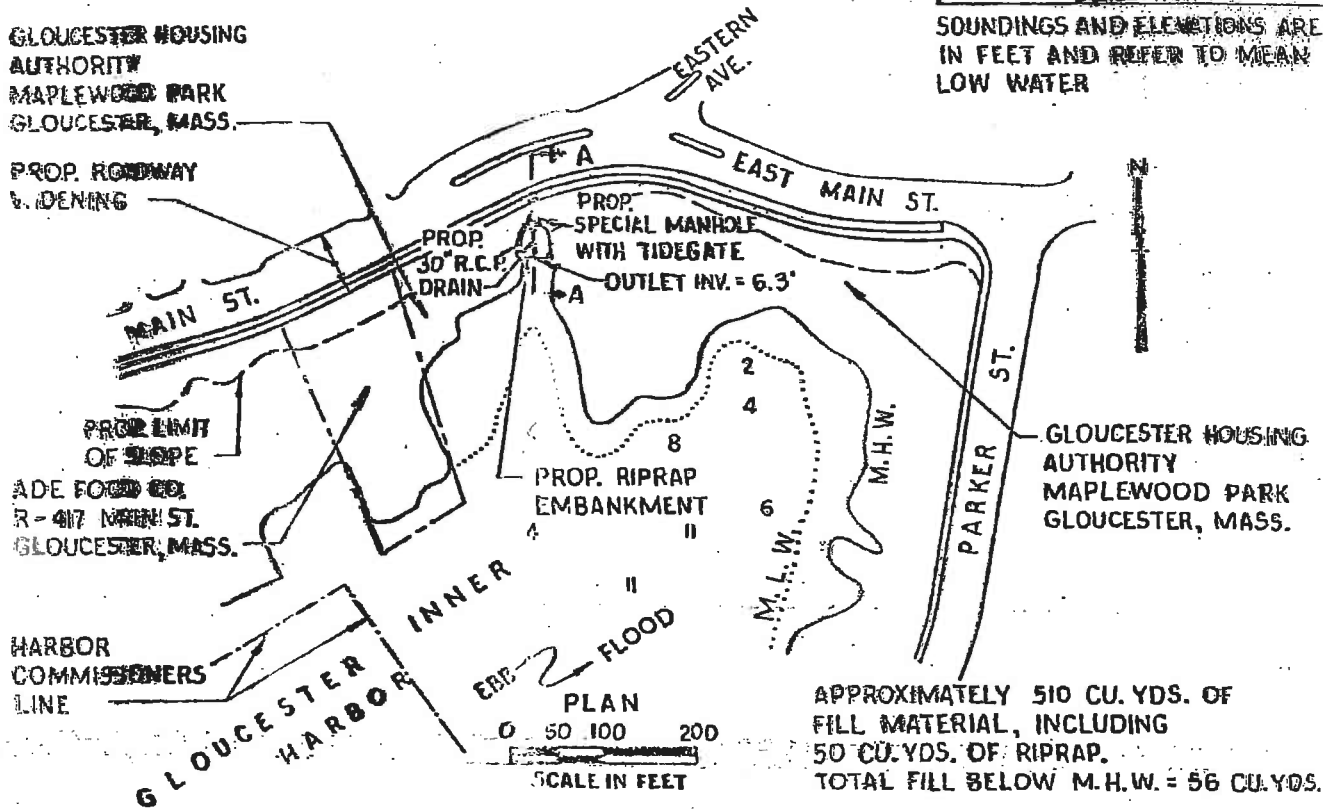 SOUNDINGS AND ELEVATIONS ARE
IN FEET AND REFER TO MEAN
LOW WATER
GLOUCESTER HOUSING
AUTHORITY
MAPLEWOOD PARK
GLOUCESTER, MASS.
EASTERN
AVE.
PROP. ROADWAY
WIDENING
A
EAST MAIN ST.
N
PROP.
SPECIAL MANHOLE
WITH TIDEGATE
PROP.
30" R.C.P.
DRAIN
OUTLET INV. = 6.3'
A
MAIN ST.
PROP. LIMIT
OF SLOPE
2
4
8
6
M.H.W.
M.L.W.
PARKER ST.
GLOUCESTER HOUSING
AUTHORITY
MAPLEWOOD PARK
GLOUCESTER, MASS.
ADE FOOD CO.
R-417 MAIN ST.
GLOUCESTER, MASS.
PROP. RIPRAP
EMBANKMENT
4
11
11
HARBOR
COMMISSIONERS
LINE
GLOUCESTER INNER
HARBOR
EBB
FLOOD
PLAN
0 50 100 200
SCALE IN FEET
APPROXIMATELY 510 CU. YDS. OF
FILL MATERIAL, INCLUDING
50 CU. YDS. OF RIPRAP.
TOTAL FILL BELOW M.H.W. = 56 CU. YDS.